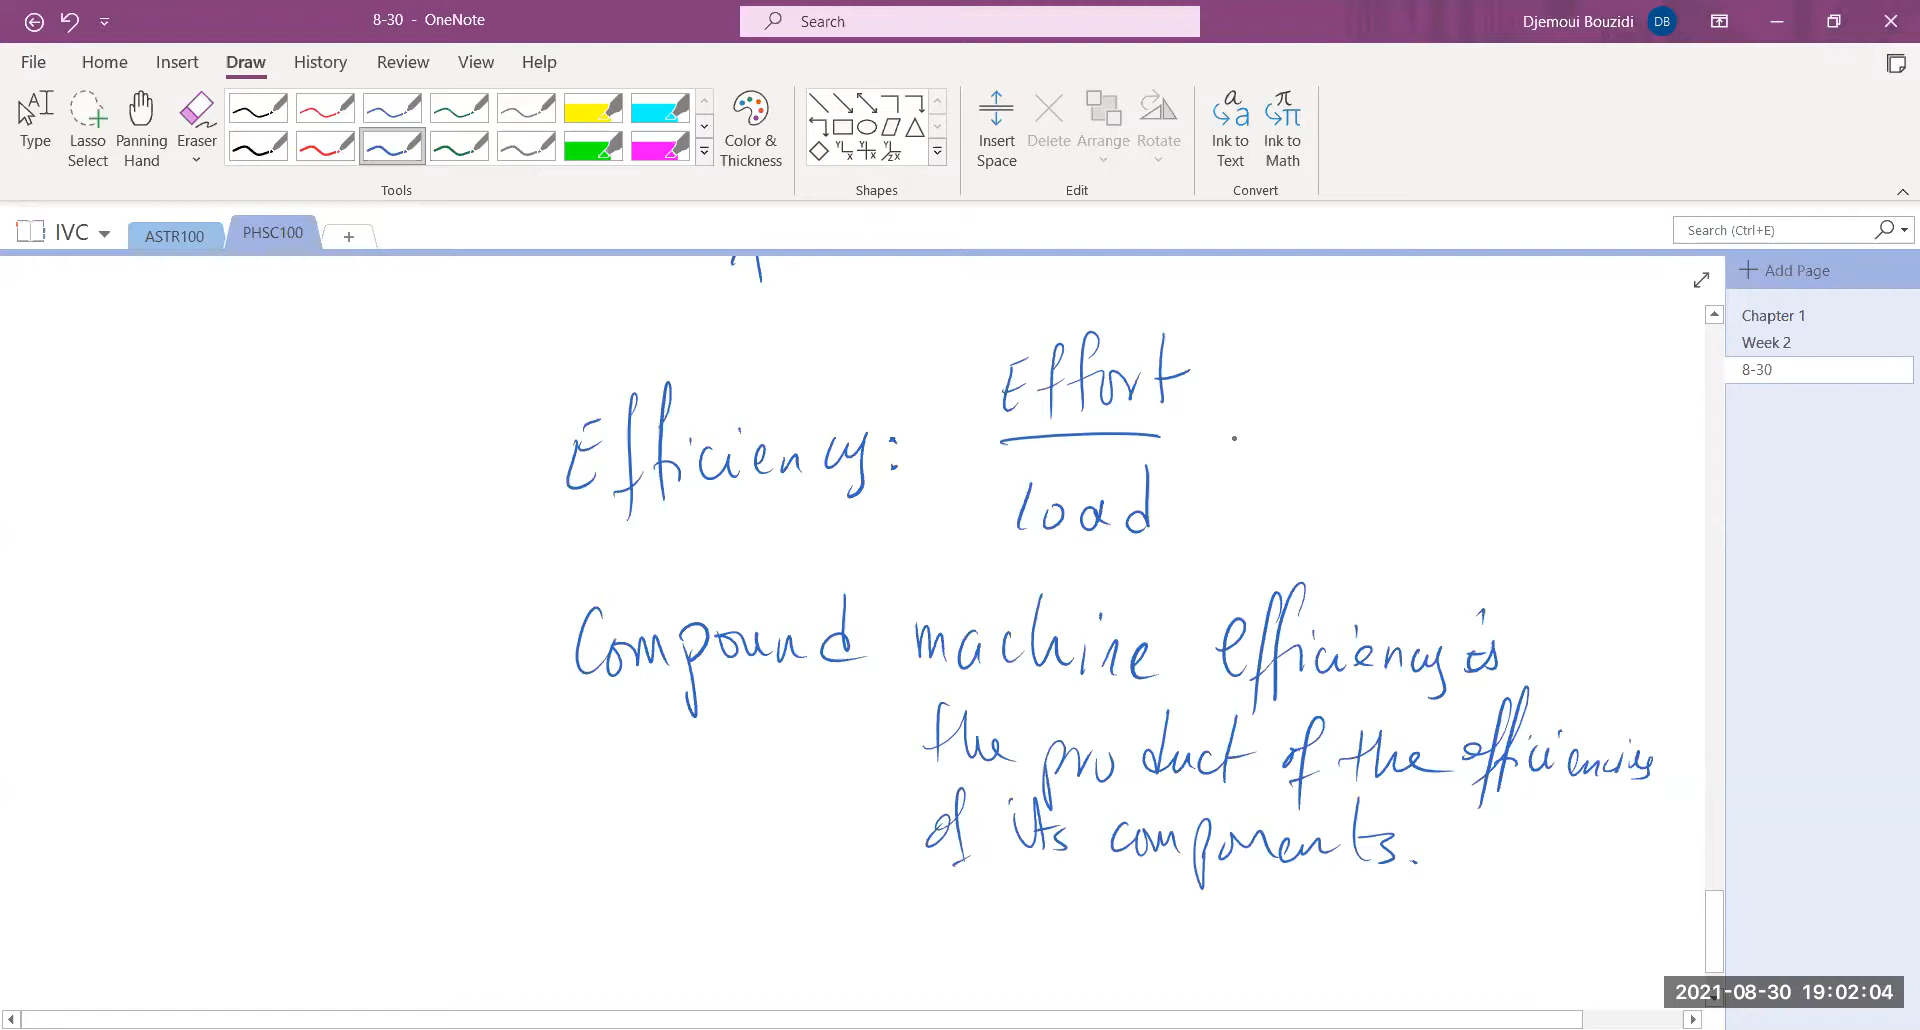 8-30 - OneNote
Search
Djemoui Bouzidi
DB
File Home Insert Draw History Review View Help
Type
Lasso Select
Panning Hand
Eraser
Color & Thickness
Insert Space
Delete
Arrange
Rotate
Ink to Text
Ink to Math
Tools
Shapes
Edit
Convert
IVC
ASTR100
PHSC100
Search (Ctrl+E)
Add Page
Chapter 1
Week 2
8-30
Efficiency: Effort
load
Compound machine efficiency is
the product of the efficiencies
of its components.
2021-08-30 19:02:04